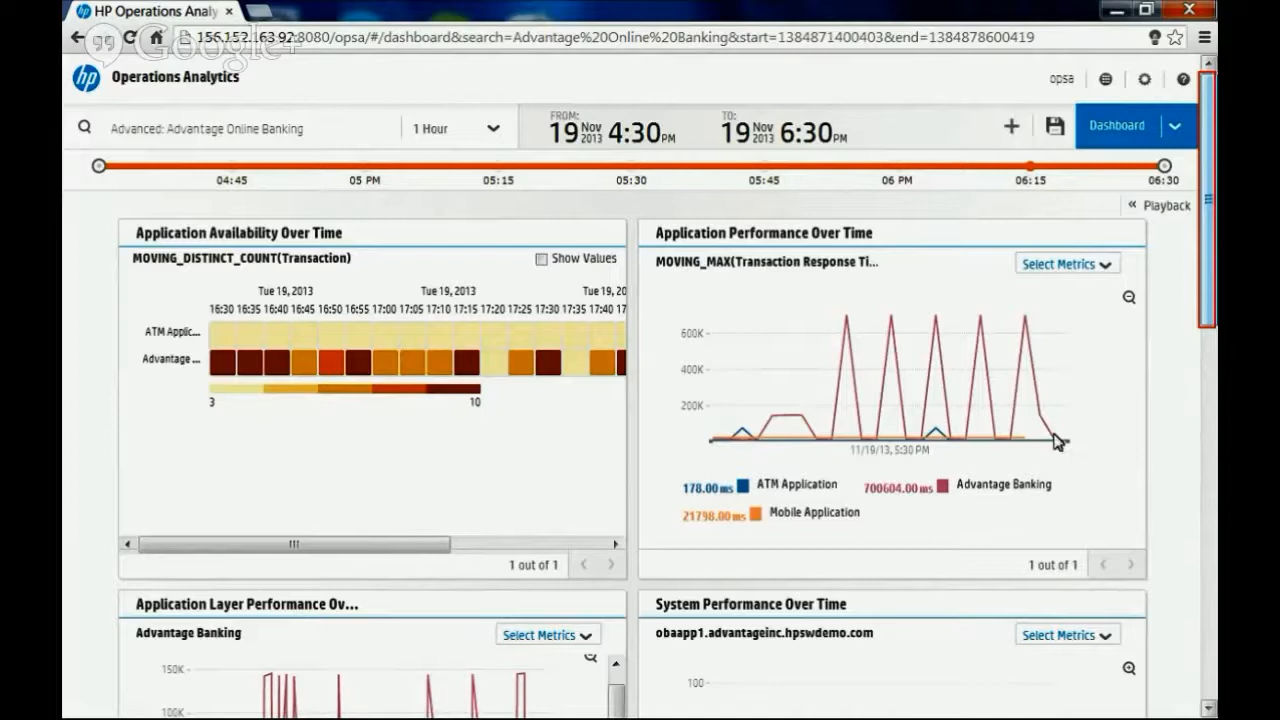 HP Operations Analy
Google+
156.152.163.92:8080/opsa/#/dashboard&search=Advantage%20Online%20Banking&start=1384871400403&end=1384878600419
hp Operations Analytics
opsa
Advanced: Advantage Online Banking
1 Hour
FROM:
19 Nov 2013 4:30PM
TO:
19 Nov 2013 6:30PM
Dashboard
04:45 05 PM 05:15 05:30 05:45 06 PM 06:15 06:30
« Playback
Application Availability Over Time
MOVING_DISTINCT_COUNT(Transaction)
Show Values
Tue 19, 2013 Tue 19, 2013 Tue 19, 20
16:30 16:35 16:40 16:45 16:50 16:55 17:00 17:05 17:10 17:15 17:20 17:25 17:30 17:35 17:40 17
ATM Applic...
Advantage ...
3 10
1 out of 1
Application Performance Over Time
MOVING_MAX(Transaction Response Ti...
Select Metrics
600K
400K
200K
11/19/13, 5:30 PM
178.00 ms ATM Application 700604.00 ms Advantage Banking
21798.00 ms Mobile Application
1 out of 1
Application Layer Performance Ov...
Advantage Banking
Select Metrics
150K
100K
System Performance Over Time
obaapp1.advantageinc.hpswdemo.com
Select Metrics
100